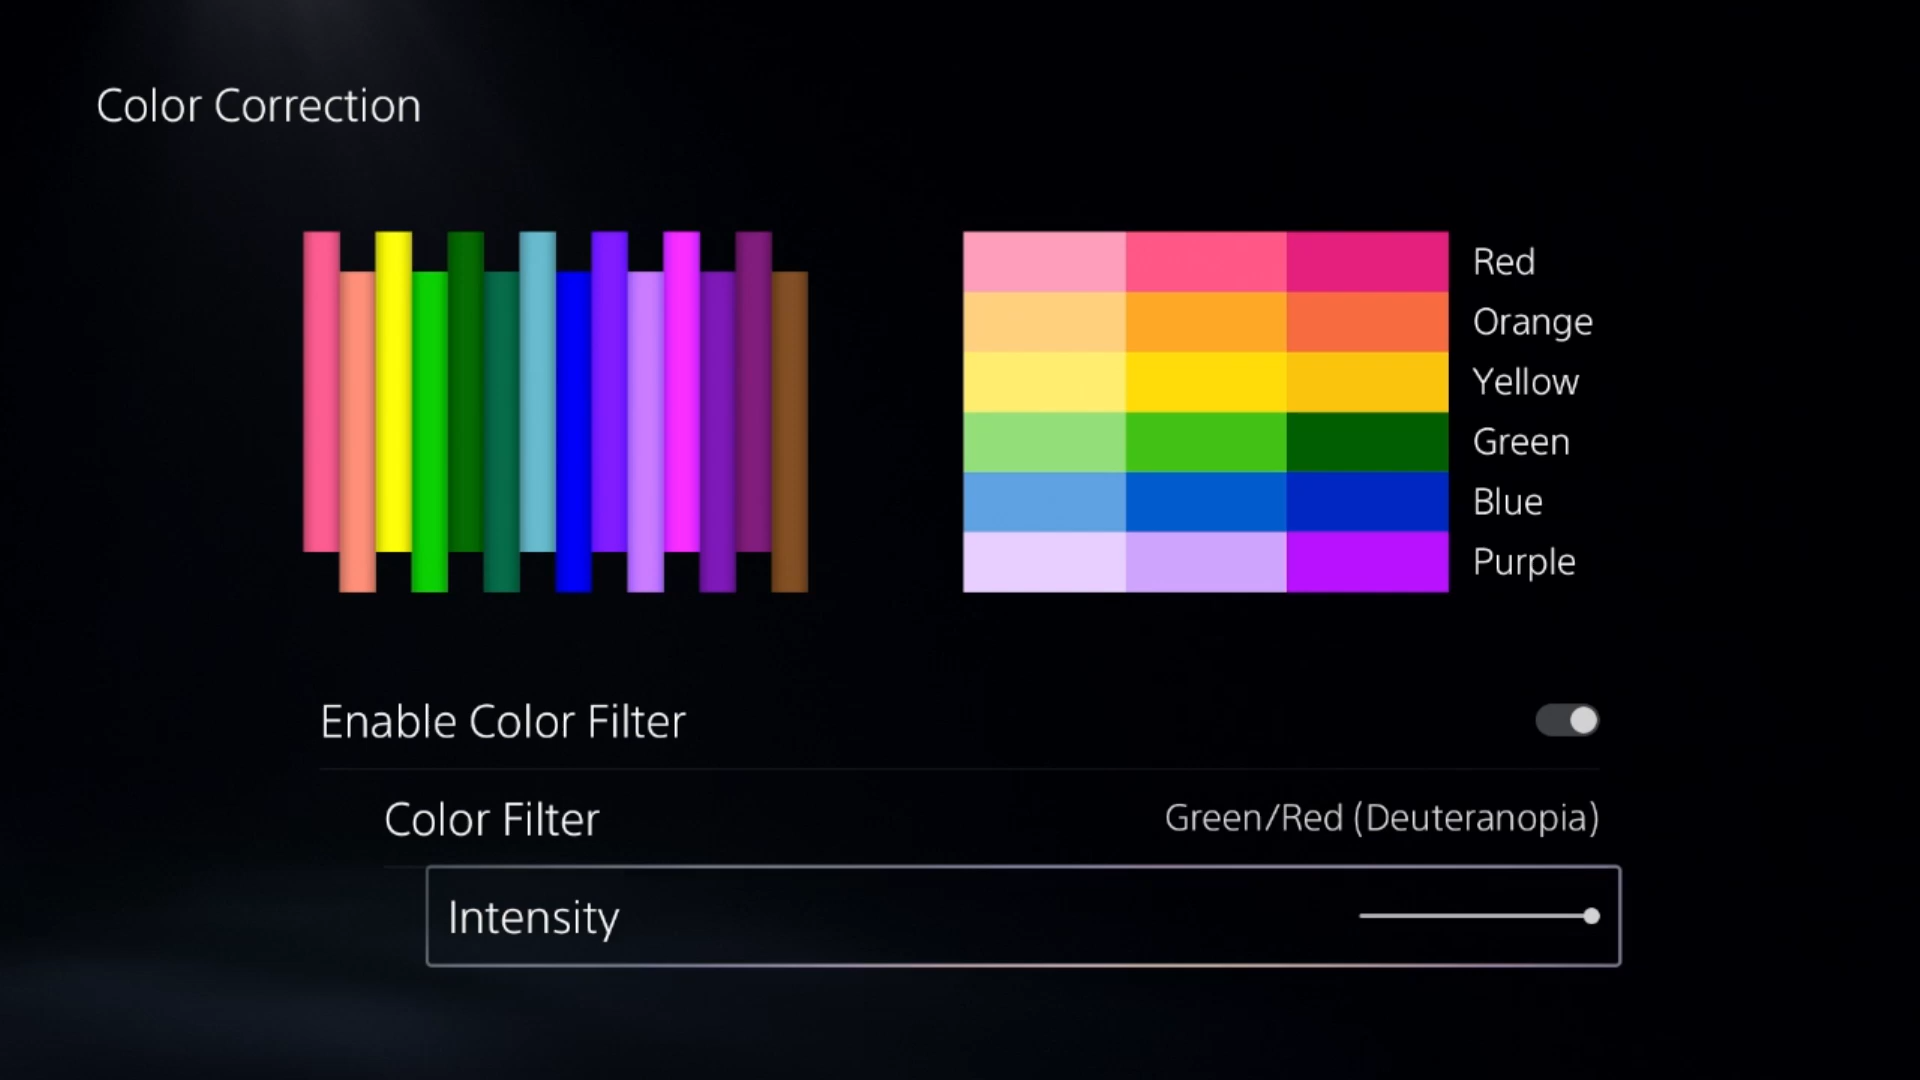 Color Correction
Red
Orange
Yellow
Green
Blue
Purple
Enable Color Filter
Color Filter
Green/Red (Deuteranopia)
Intensity